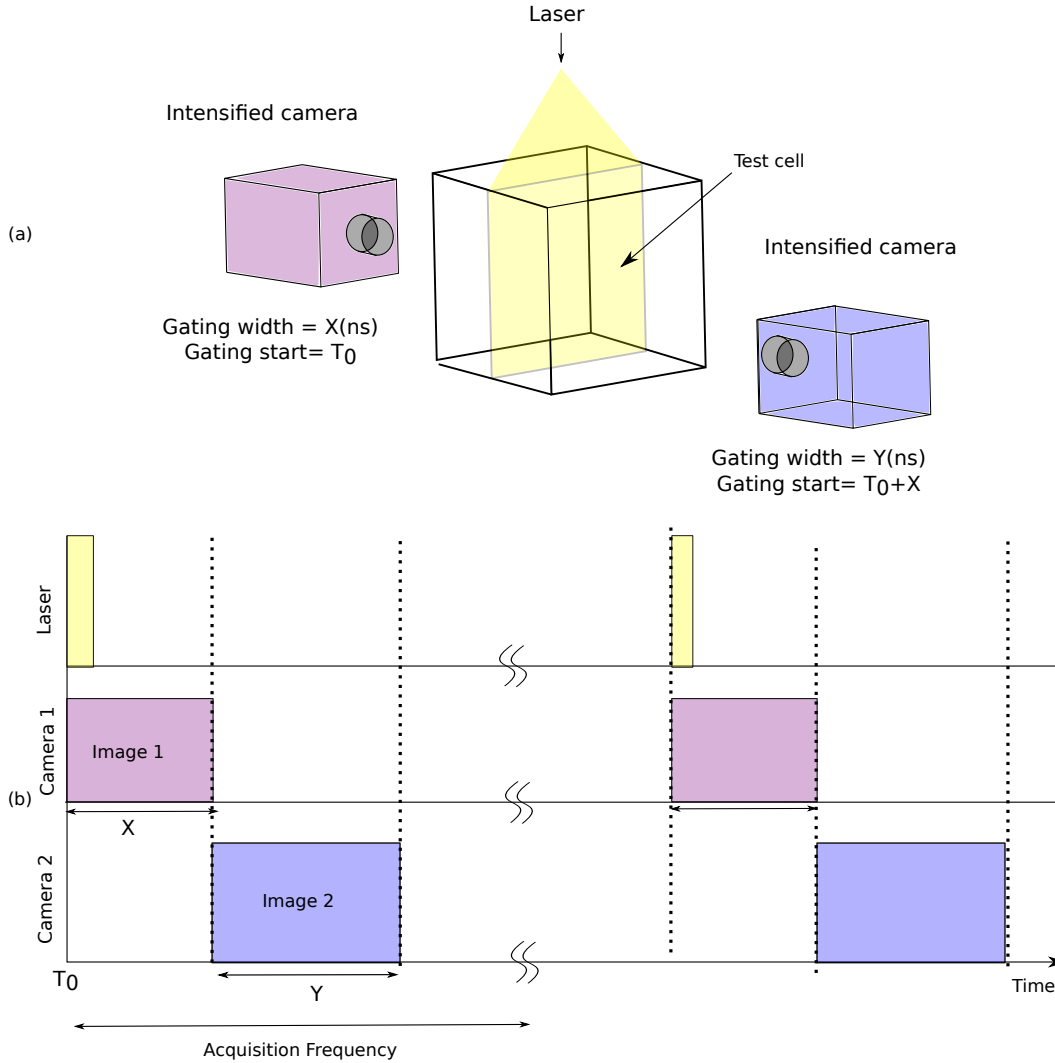 Laser
Intensified camera
Test cell
(a)
Intensified camera
Gating width = X(ns)
Gating start= T0
Gating width = Y(ns)
Gating start= T0+X
Laser
Camera 1
Image 1
(b)
X
Camera 2
Image 2
T0
Y
Time
Acquisition Frequency